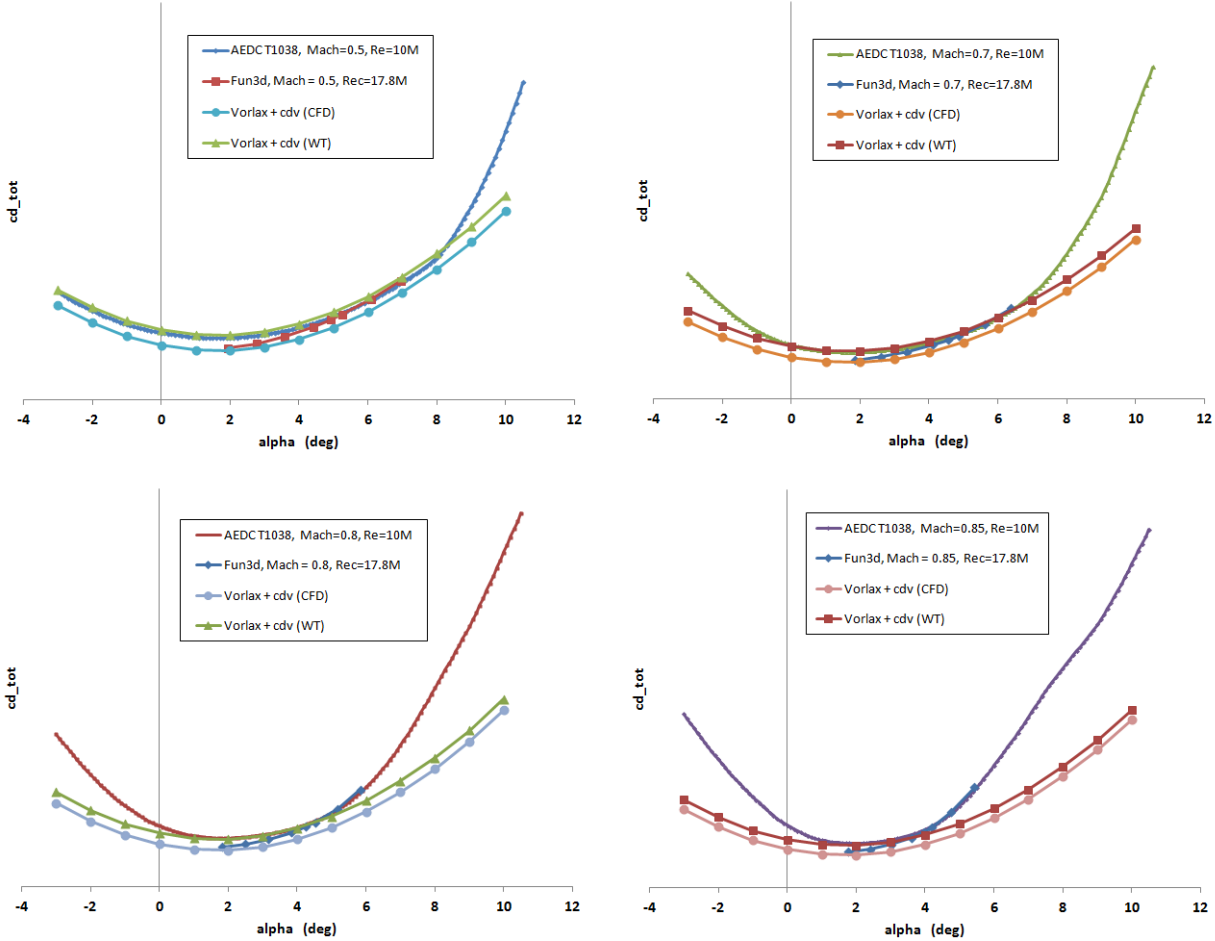 AEDC T1038, Mach=0.5, Re=10M
Fun3d, Mach = 0.5, Rec=17.8M
Vorlax + cdv (CFD)
Vorlax + cdv (WT)
cd_tot
-4 -2 0 2 4 6 8 10 12
alpha (deg)
AEDC T1038, Mach=0.7, Re=10M
Fun3d, Mach = 0.7, Rec=17.8M
Vorlax + cdv (CFD)
Vorlax + cdv (WT)
cd_tot
-4 -2 0 2 4 6 8 10 12
alpha (deg)
AEDC T1038, Mach=0.8, Re=10M
Fun3d, Mach = 0.8, Rec=17.8M
Vorlax + cdv (CFD)
Vorlax + cdv (WT)
cd_tot
-4 -2 0 2 4 6 8 10 12
alpha (deg)
AEDC T1038, Mach=0.85, Re=10M
Fun3d, Mach = 0.85, Rec=17.8M
Vorlax + cdv (CFD)
Vorlax + cdv (WT)
cd_tot
-4 -2 0 2 4 6 8 10 12
alpha (deg)